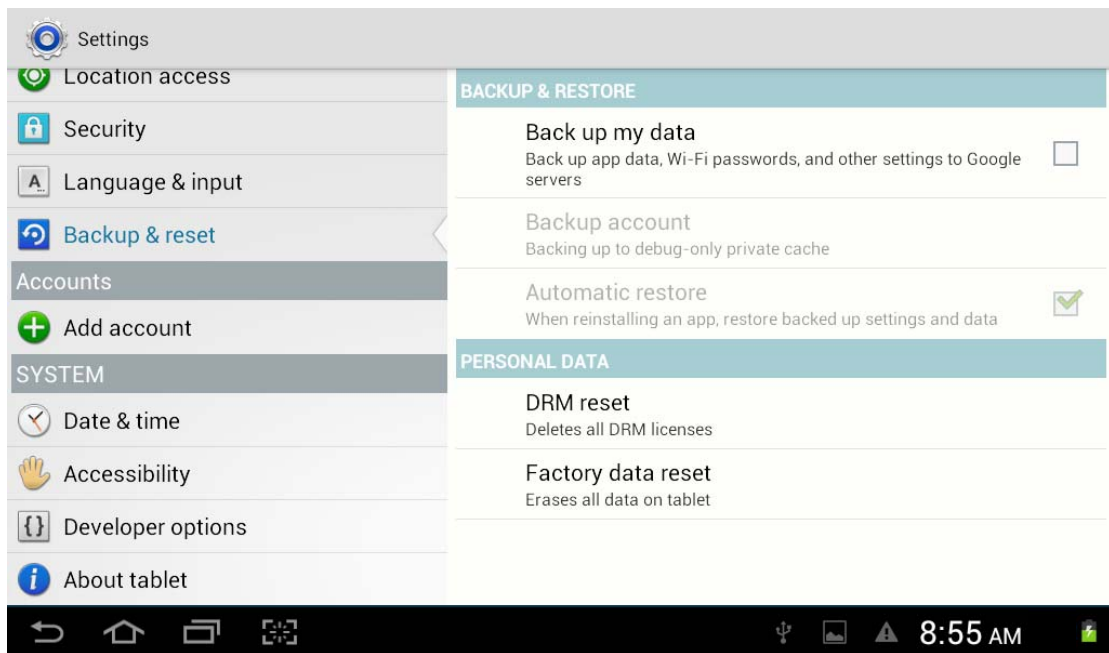 Settings
Location access
Security
Language & input
Backup & reset
Accounts
Add account
SYSTEM
Date & time
Accessibility
Developer options
About tablet
BACKUP & RESTORE
Back up my data
Back up app data, Wi-Fi passwords, and other settings to Google
servers
Backup account
Backing up to debug-only private cache
Automatic restore
When reinstalling an app, restore backed up settings and data
PERSONAL DATA
DRM reset
Deletes all DRM licenses
Factory data reset
Erases all data on tablet
8:55 AM